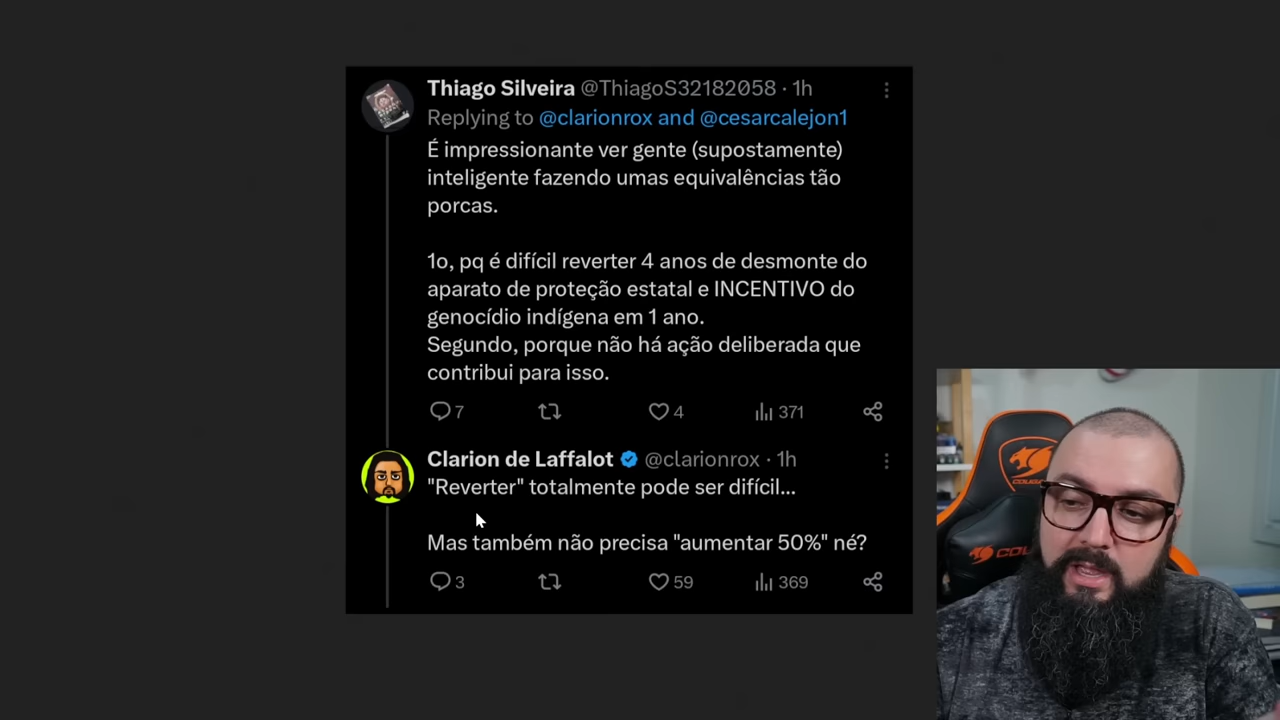 Thiago Silveira @ThiagoS32182058 · 1h
Replying to @clarionrox and @cesarcalejon1
É impressionante ver gente (supostamente)
inteligente fazendo umas equivalências tão
porcas.
1o, pq é difícil reverter 4 anos de desmonte do
aparato de proteção estatal e INCENTIVO do
genocídio indígena em 1 ano.
Segundo, porque não há ação deliberada que
contribui para isso.
7 4 371
Clarion de Laffalot @clarionrox · 1h
"Reverter" totalmente pode ser difícil...
Mas também não precisa "aumentar 50%" né?
3 59 369